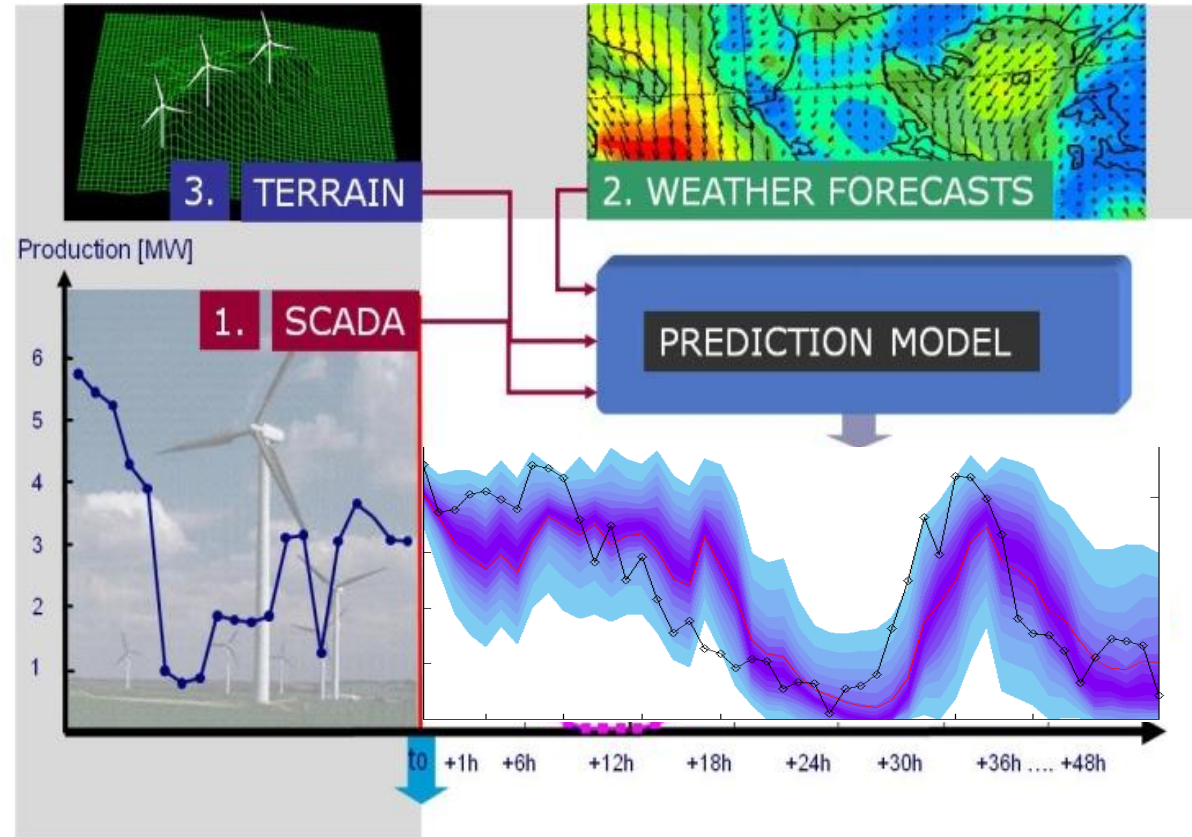 3. TERRAIN
2. WEATHER FORECASTS
Production [MW]
1. SCADA
PREDICTION MODEL
6
5
4
3
2
1
to +1h +6h +12h +18h +24h +30h +36h .... +48h